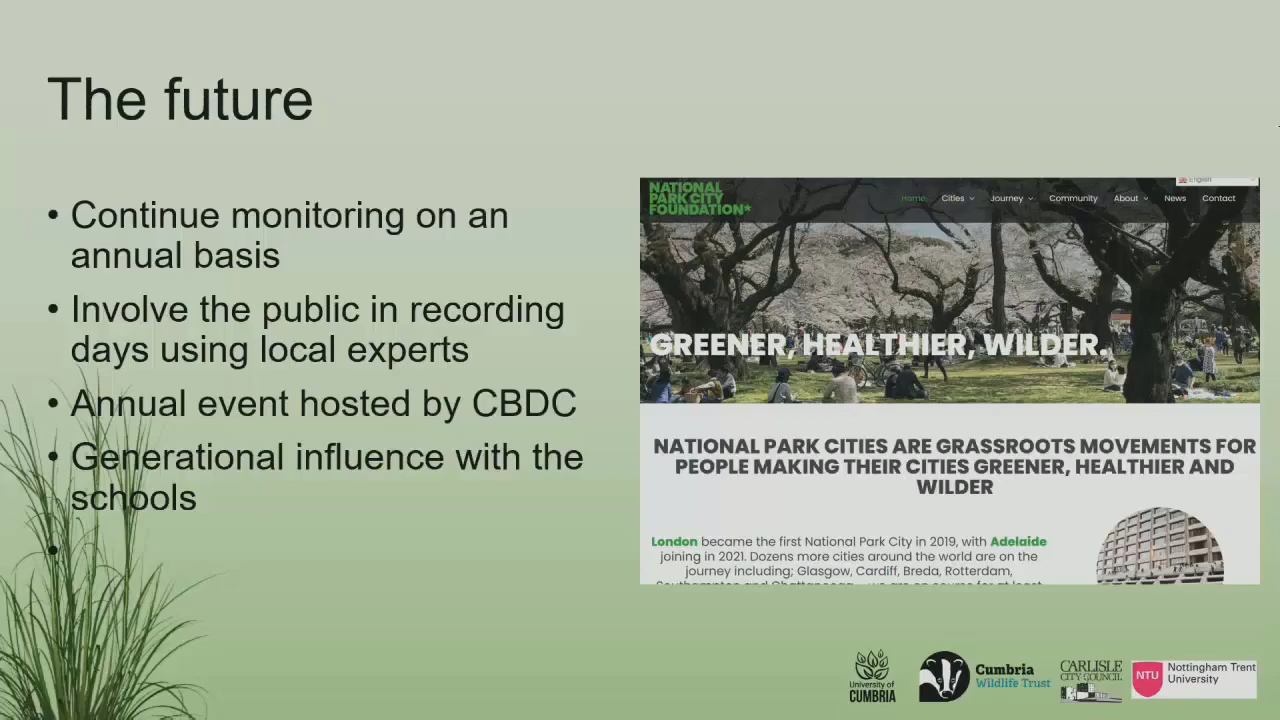 The future
• Continue monitoring on an
annual basis
• Involve the public in recording
days using local experts
• Annual event hosted by CBDC
• Generational influence with the
schools
•
English
NATIONAL
PARK CITY
FOUNDATION*
Home Cities Journey Community About News Contact
GREENER, HEALTHIER, WILDER.
NATIONAL PARK CITIES ARE GRASSROOTS MOVEMENTS FOR
PEOPLE MAKING THEIR CITIES GREENER, HEALTHIER AND
WILDER
London became the first National Park City in 2019, with Adelaide
joining in 2021. Dozens more cities around the world are on the
journey including; Glasgow, Cardiff, Breda, Rotterdam,
Southampton and Chattanooga
University of
CUMBRIA
Cumbria
Wildlife Trust
CARLISLE
CITY COUNCIL
NTU
Nottingham Trent
University